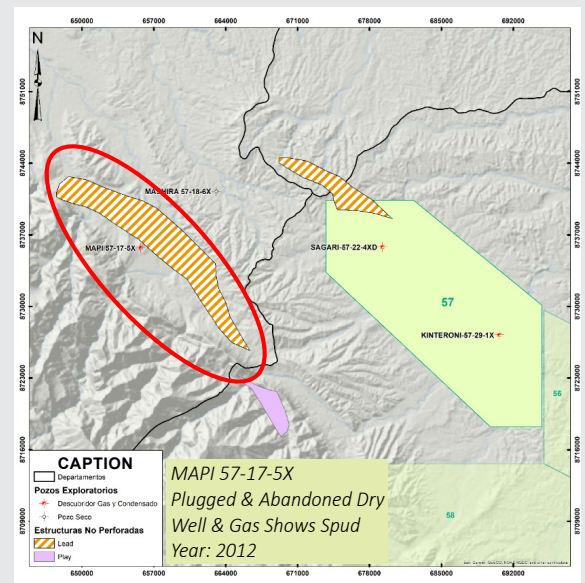 650000 657000 664000 671000 678000 685000 692000
N
8751000 8751000
8744000 8744000
MASHIRA 57-18-6X
8737000 8737000
MAPI 57-17-5X
SAGARI-57-22-4XD
8730000 8730000
57
KINTERONI-57-29-1X
8723000 8723000
56
8716000 8716000
CAPTION
Departamentos
Pozos Exploratorios
Descubridor Gas y Condensado
Pozo Seco
Estructuras No Perforadas
Lead
Play
MAPI 57-17-5X
Plugged & Abandoned Dry
Well & Gas Shows Spud
Year: 2012
58
8709000 8709000
650000 657000 664000 671000 678000 685000 692000